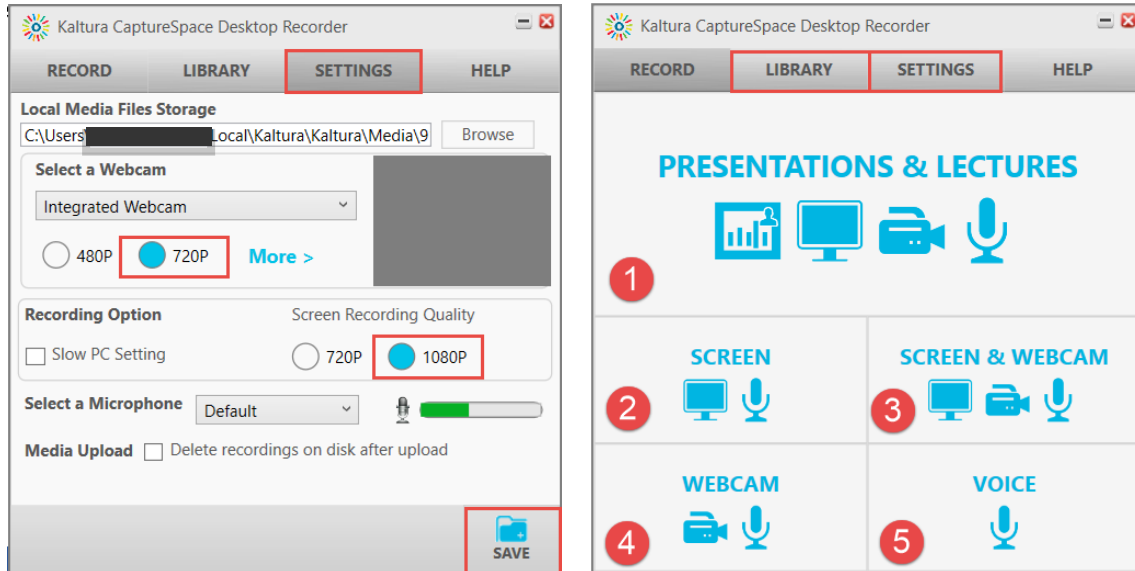 Kaltura CaptureSpace Desktop Recorder
RECORD LIBRARY SETTINGS HELP
Local Media Files Storage
C:\Users Local\Kaltura\Kaltura\Media\9 Browse
Select a Webcam
Integrated Webcam
480P 720P More >
Recording Option Screen Recording Quality
Slow PC Setting 720P 1080P
Select a Microphone Default
Media Upload Delete recordings on disk after upload
SAVE
Kaltura CaptureSpace Desktop Recorder
RECORD LIBRARY SETTINGS HELP
PRESENTATIONS & LECTURES
1
SCREEN
2
SCREEN & WEBCAM
3
WEBCAM
4
VOICE
5